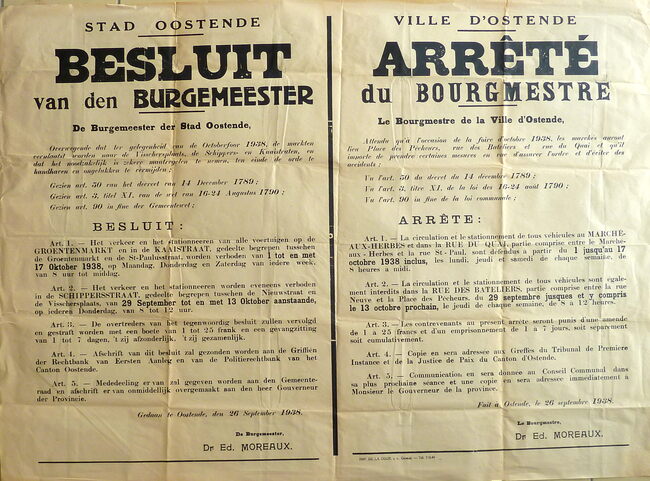 STAD OOSTENDE
BESLUIT
van den BURGEMEESTER
De Burgemeester der Stad Oostende,
Overwegende dat ter gelegenheid van de Octoberfoor 1938, de markten
verplaatst worden naar de Visschersplaats, de Schippers- en Kaaistraten, en
dat het noodzakelijk is zekere maatregelen te nemen, ten einde de orde te
handhaven en ongelukken te vermijden;
Gezien art. 50 van het decreet van 14 December 1789;
Gezien art. 3, titel XI, van de wet van 16-24 Augustus 1790;
Gezien art. 90 in fine der Gemeentewet;
BESLUIT:
Art. 1. — Het verkeer en het stationneeren van alle voertuigen op de
GROENTENMARKT en in de KAAISTRAAT, gedeelte begrepen tusschen
de Groentenmarkt en de St-Paulusstraat, worden verboden van 1 tot en met
17 Oktober 1938, op Maandag, Donderdag en Zaterdag van iedere week,
van 8 uur tot middag.
Art. 2. — Het verkeer en het stationneeren worden eveneens verboden
in de SCHIPPERSSTRAAT, gedeelte begrepen tusschen de Nieuwstraat en
de Visschersplaats, van 29 September tot en met 13 Oktober aanstaande,
op iederen Donderdag, van 8 tot 12 uur.
Art. 3. — De overtreders van het tegenwoordig besluit zullen vervolgd
en gestraft worden met een boete van 1 tot 25 frank en een gevangzitting
van 1 tot 7 dagen, 't zij afzonderlijk, 't zij gezamenlijk.
Art. 4. — Afschrift van dit besluit zal gezonden worden aan de Griffiën
der Rechtbank van Eersten Aanleg en van de Politierechtbank van het
Canton Oostende.
Art. 5. — Mededeeling er van zal gegeven worden aan den Gemeente-
raad en afschrift er van onmiddellijk overgemaakt aan den heer Gouverneur
der Provincie.
Gedaan te Oostende, den 26 September 1938.
De Burgemeester,
Dr Ed. MOREAUX.
VILLE D'OSTENDE
ARRÊTÉ
du BOURGMESTRE
Le Bourgmestre de la Ville d'Ostende,
Attendu qu'à l'occasion de la foire d'octobre 1938, les marchés auront
lieu Place des Pêcheurs, rue des Bateliers et rue du Quai et qu'il
importe de prendre certaines mesures en vue d'assurer l'ordre et d'éviter des
accidents;
Vu l'art. 50 du decret du 14 décembre 1789;
Vu l'art. 3, titre XI, de la loi des 16-24 août 1790;
Vu l'art. 90 in fine de la loi communale;
ARRÊTE:
Art. 1. — La circulation et le stationnement de tous véhicules au MARCHE-
AUX-HERBES et dans la RUE DU QUAI, partie comprise entre le Marché-
aux-Herbes et la rue St-Paul, sont défendus à partir du 1 jusqu'au 17
octobre 1938 inclus, les lundi, jeudi et samedi de chaque semaine, de
8 heures à midi.
Art. 2. — La circulation et le stationnement de tous véhicules sont égale-
ment interdits dans la RUE DES BATELIERS, partie comprise entre la rue
Neuve et la Place des Pêcheurs, du 29 septembre jusques et y compris
le 13 octobre prochain, le jeudi de chaque semaine, de 8 a 12 heures.
Art. 3. — Les contrevenants au présent arrêté seront punis d'une amende
de 1 à 25 francs et d'un emprisonnement de 1 a 7 jours, soit separement
soit cumulativement.
Art. 4. — Copie en sera adressée aux Greffes du Tribunal de Première
Instance et de la Justice de Paix du Canton d'Ostende.
Art. 5. — Communication en sera donnée au Conseil Communal dans
sa plus prochaine séance et une copie en sera adressée immédiatement à
Monsieur le Gouverneur de la province.
Fait à Ostende, le 26 septembre 1938.
Le Bourgmestre,
Dr Ed. MOREAUX.